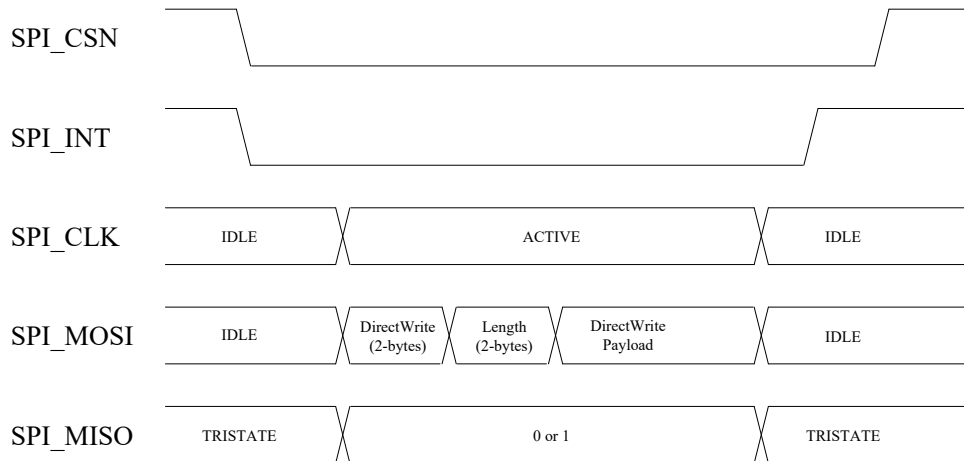 SPI_CSN
SPI_INT
SPI_CLK
IDLE
ACTIVE
IDLE
SPI_MOSI
IDLE
DirectWrite
(2-bytes)
Length
(2-bytes)
DirectWrite
Payload
IDLE
SPI_MISO
TRISTATE
0 or 1
TRISTATE